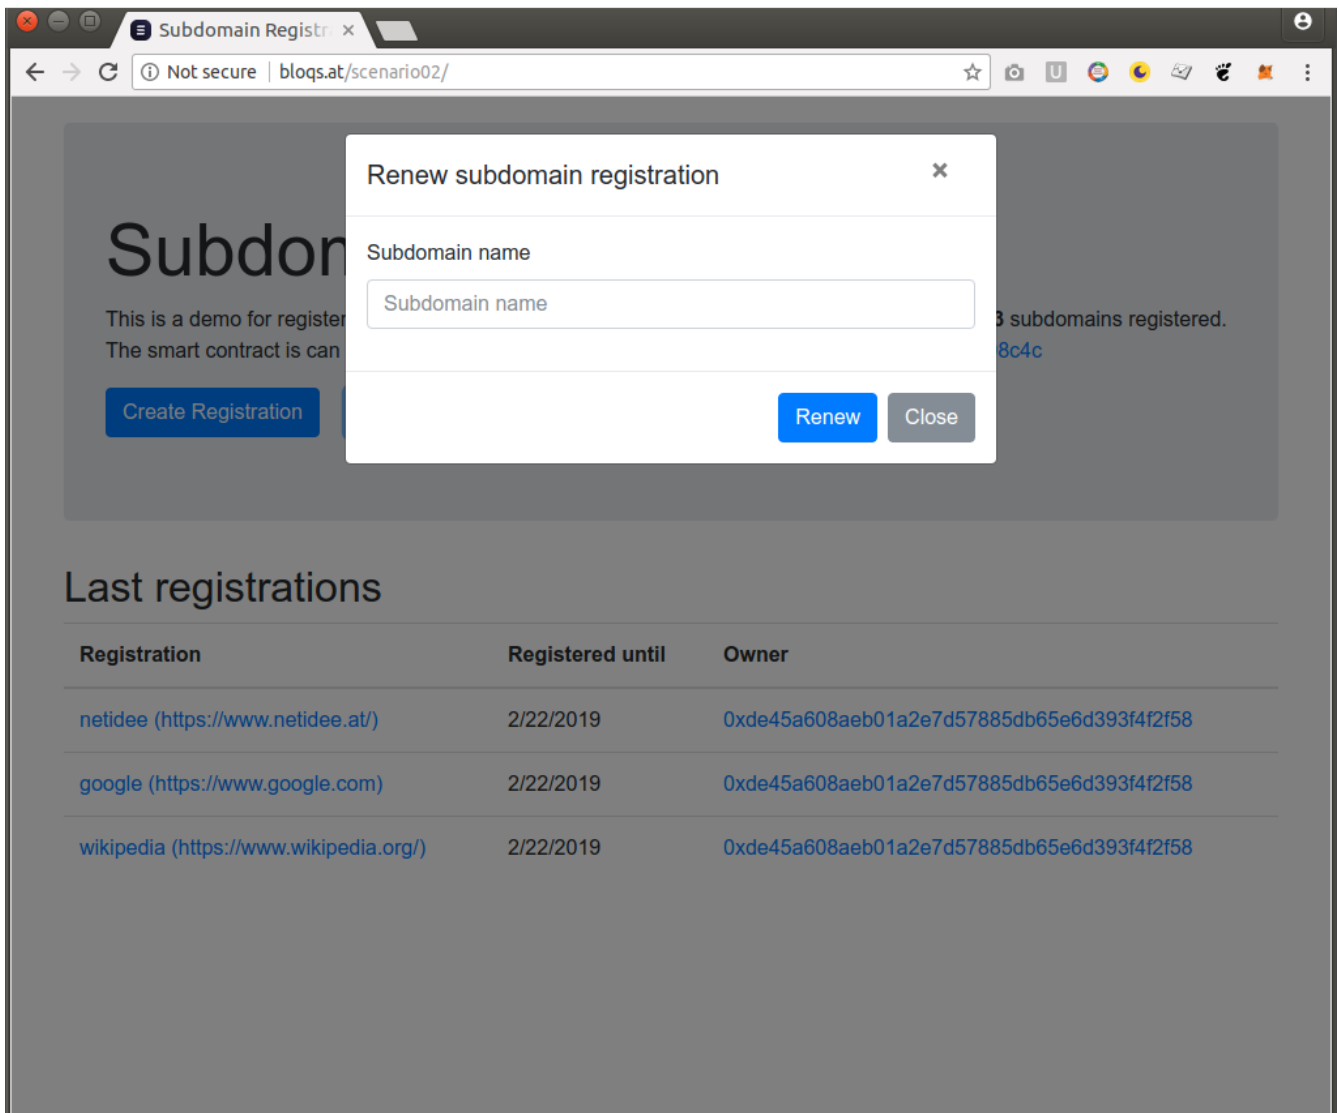 Subdomain Registr
Not secure | bloqs.at/scenario02/
U
Renew subdomain registration
×
Subdomain name
Subdomain name
Renew Close
Subdom
This is a demo for register 3 subdomains registered.
The smart contract is can 8c4c
Create Registration
Last registrations
Registration Registered until Owner
netidee (https://www.netidee.at/) 2/22/2019 0xde45a608aeb01a2e7d57885db65e6d393f4f2f58
google (https://www.google.com) 2/22/2019 0xde45a608aeb01a2e7d57885db65e6d393f4f2f58
wikipedia (https://www.wikipedia.org/) 2/22/2019 0xde45a608aeb01a2e7d57885db65e6d393f4f2f58